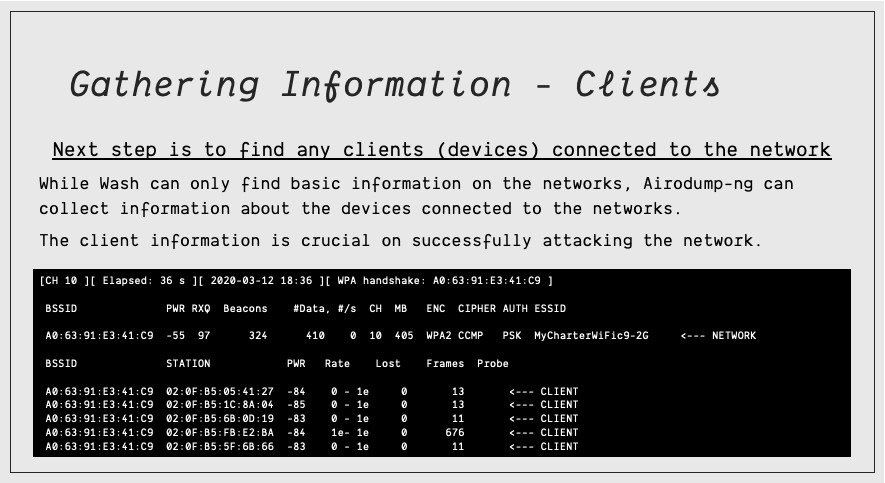 Gathering Information - Clients
Next step is to find any clients (devices) connected to the network
While Wash can only find basic information on the networks, Airodump-ng can
collect information about the devices connected to the networks.
The client information is crucial on successfully attacking the network.
[CH 10 ][ Elapsed: 36 s ][ 2020-03-12 18:36 ][ WPA handshake: A0:63:91:E3:41:C9 ]
BSSID PWR RXQ Beacons #Data, #/s CH MB ENC CIPHER AUTH ESSID
A0:63:91:E3:41:C9 -55 97 324 410 0 10 405 WPA2 CCMP PSK MyCharterWiFic9-2G <--- NETWORK
BSSID STATION PWR Rate Lost Frames Probe
A0:63:91:E3:41:C9 02:0F:B5:05:41:27 -84 0 - 1e 0 13 <--- CLIENT
A0:63:91:E3:41:C9 02:0F:B5:1C:8A:04 -85 0 - 1e 0 13 <--- CLIENT
A0:63:91:E3:41:C9 02:0F:B5:6B:0D:19 -83 0 - 1e 0 11 <--- CLIENT
A0:63:91:E3:41:C9 02:0F:B5:FB:E2:BA -84 1e- 1e 0 676 <--- CLIENT
A0:63:91:E3:41:C9 02:0F:B5:5F:6B:66 -83 0 - 1e 0 11 <--- CLIENT